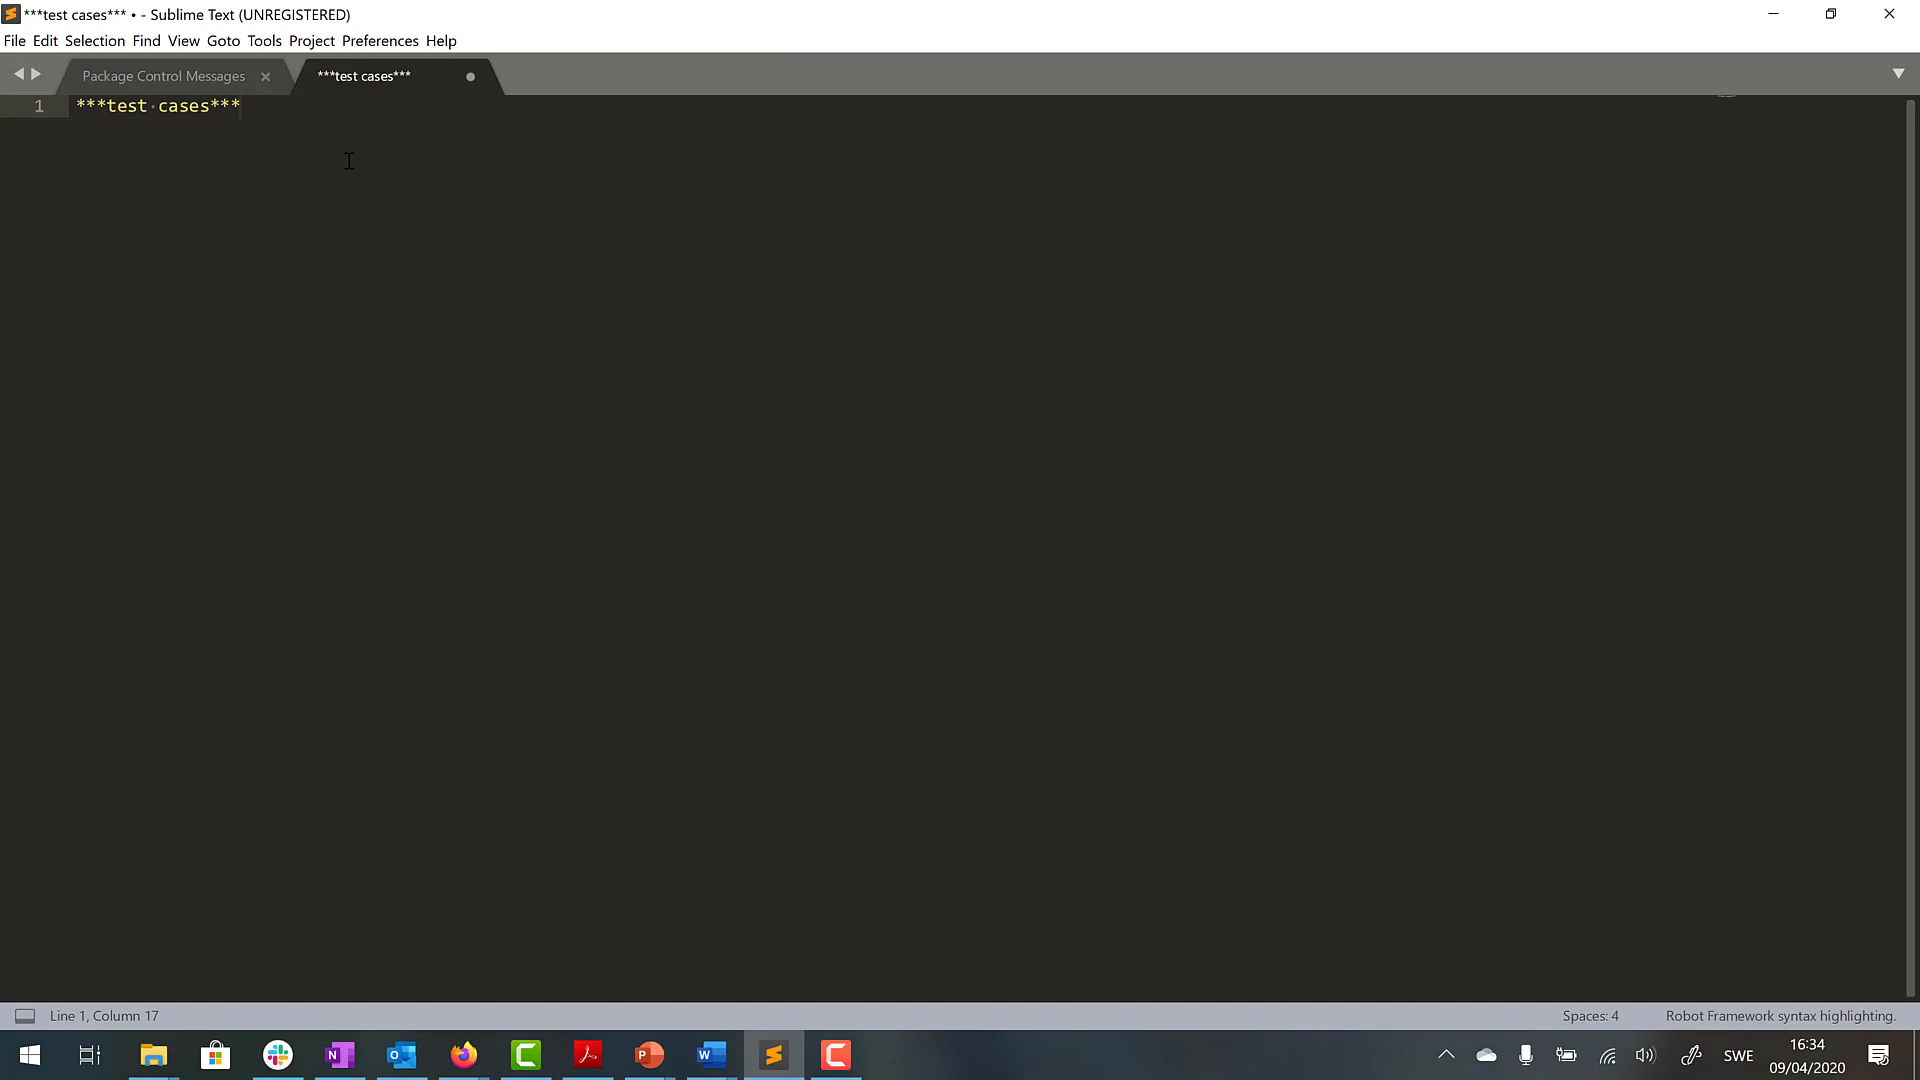 ***test cases*** • - Sublime Text (UNREGISTERED)
File Edit Selection Find View Goto Tools Project Preferences Help
Package Control Messages ***test cases***
1 ***test cases***
Line 1, Column 17 Spaces: 4 Robot Framework syntax highlighting.
SWE 16:34
09/04/2020